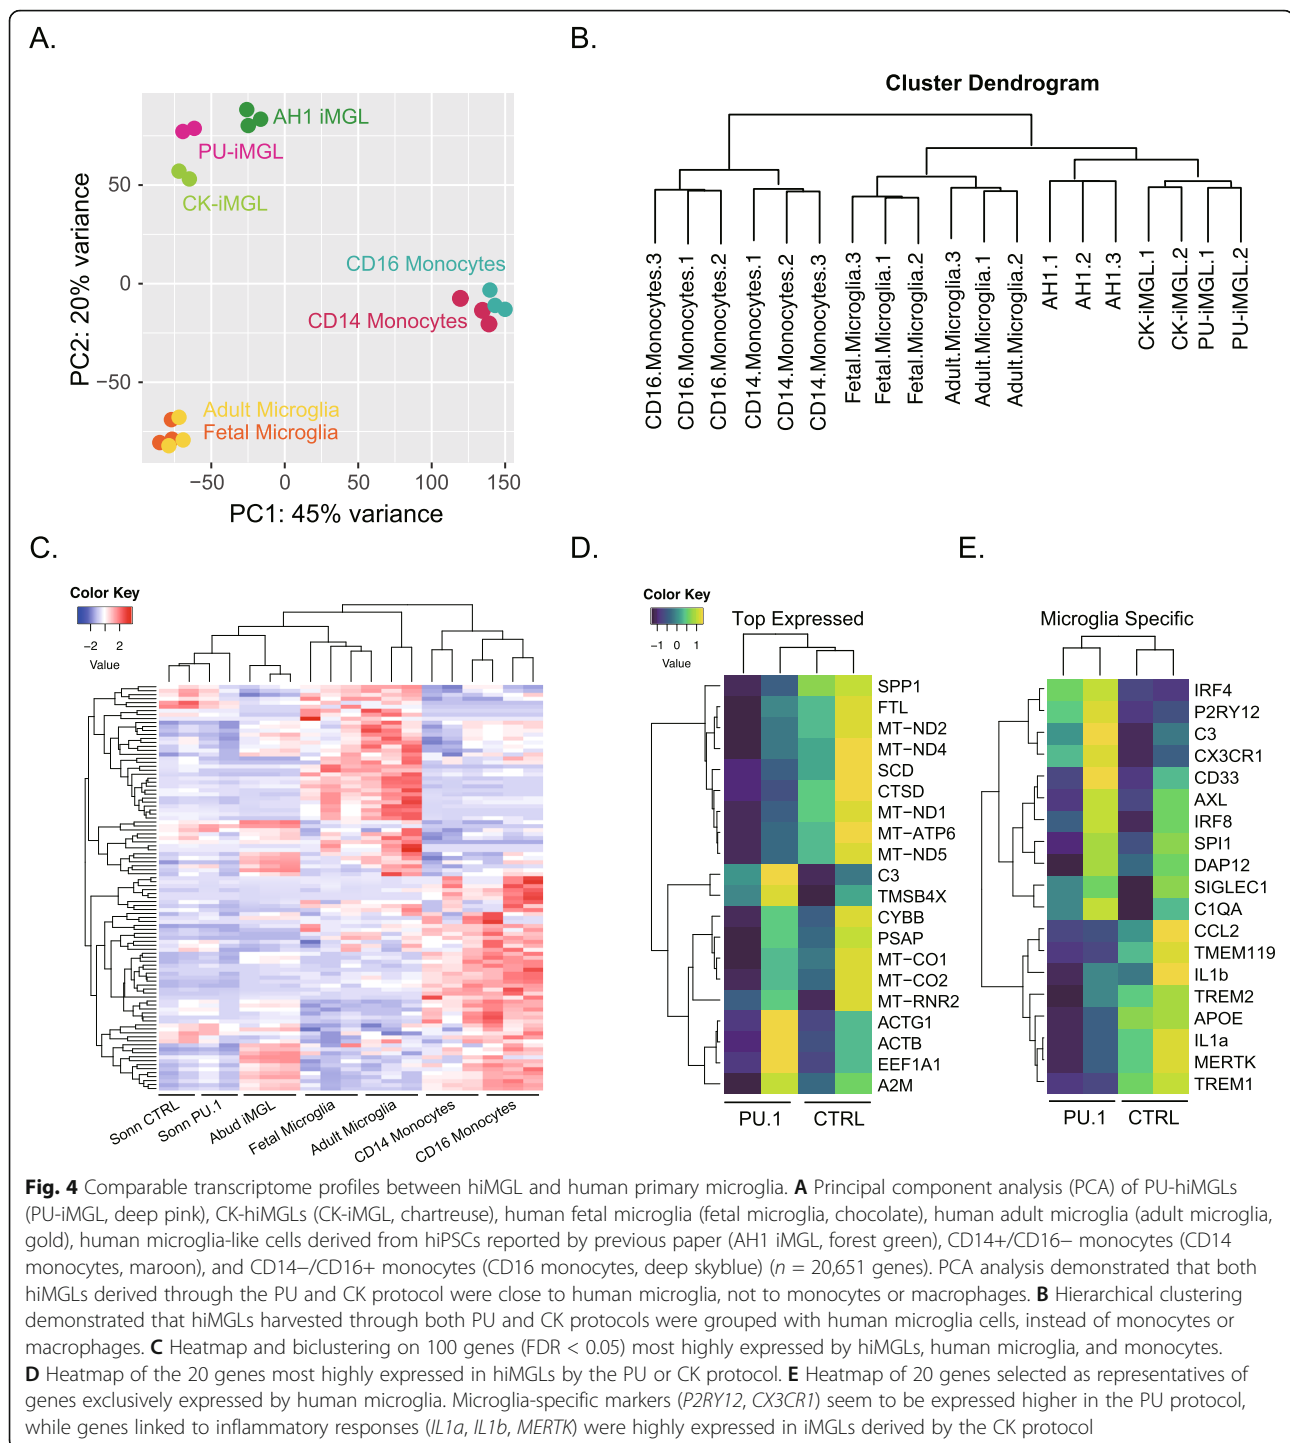 A.
PC2: 20% variance
50
0
−50
AH1 iMGL
PU-iMGL
CK-iMGL
CD16 Monocytes
CD14 Monocytes
Adult Microglia
Fetal Microglia
−50 0 50 100 150
PC1: 45% variance
B.
Cluster Dendrogram
CD16.Monocytes.3
CD16.Monocytes.1
CD16.Monocytes.2
CD14.Monocytes.1
CD14.Monocytes.2
CD14.Monocytes.3
Fetal.Microglia.3
Fetal.Microglia.1
Fetal.Microglia.2
Adult.Microglia.3
Adult.Microglia.1
Adult.Microglia.2
AH1.1
AH1.2
AH1.3
CK-iMGL.1
CK-iMGL.2
PU-iMGL.1
PU-iMGL.2
C.
Color Key
−2 2
Value
Sonn CTRL
Sonn PU.1
Abud iMGL
Fetal Microglia
Adult Microglia
CD14 Monocytes
CD16 Monocytes
D.
Color Key
−1 0 1
Value
Top Expressed
SPP1
FTL
MT−ND2
MT−ND4
SCD
CTSD
MT−ND1
MT−ATP6
MT−ND5
C3
TMSB4X
CYBB
PSAP
MT−CO1
MT−CO2
MT−RNR2
ACTG1
ACTB
EEF1A1
A2M
PU.1 CTRL
E.
Microglia Specific
IRF4
P2RY12
C3
CX3CR1
CD33
AXL
IRF8
SPI1
DAP12
SIGLEC1
C1QA
CCL2
TMEM119
IL1b
TREM2
APOE
IL1a
MERTK
TREM1
PU.1 CTRL
Fig. 4 Comparable transcriptome profiles between hiMGL and human primary microglia. A Principal component analysis (PCA) of PU-hiMGLs
(PU-iMGL, deep pink), CK-hiMGLs (CK-iMGL, chartreuse), human fetal microglia (fetal microglia, chocolate), human adult microglia (adult microglia,
gold), human microglia-like cells derived from hiPSCs reported by previous paper (AH1 iMGL, forest green), CD14+/CD16− monocytes (CD14
monocytes, maroon), and CD14−/CD16+ monocytes (CD16 monocytes, deep skyblue) (n = 20,651 genes). PCA analysis demonstrated that both
hiMGLs derived through the PU and CK protocol were close to human microglia, not to monocytes or macrophages. B Hierarchical clustering
demonstrated that hiMGLs harvested through both PU and CK protocols were grouped with human microglia cells, instead of monocytes or
macrophages. C Heatmap and biclustering on 100 genes (FDR < 0.05) most highly expressed by hiMGLs, human microglia, and monocytes.
D Heatmap of the 20 genes most highly expressed in hiMGLs by the PU or CK protocol. E Heatmap of 20 genes selected as representatives of
genes exclusively expressed by human microglia. Microglia-specific markers (P2RY12, CX3CR1) seem to be expressed higher in the PU protocol,
while genes linked to inflammatory responses (IL1a, IL1b, MERTK) were highly expressed in iMGLs derived by the CK protocol